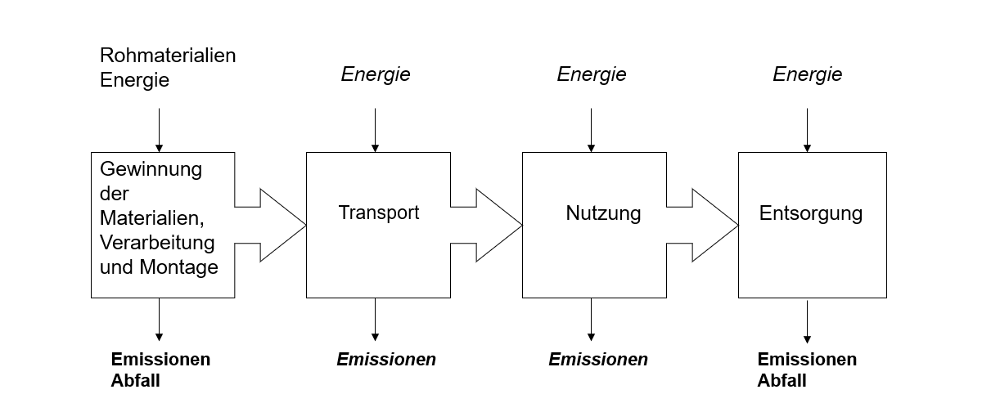 Rohmaterialien
Energie
Energie
Energie
Energie
Gewinnung
der
Materialien,
Verarbeitung
und Montage
Transport
Nutzung
Entsorgung
Emissionen
Abfall
Emissionen
Emissionen
Emissionen
Abfall